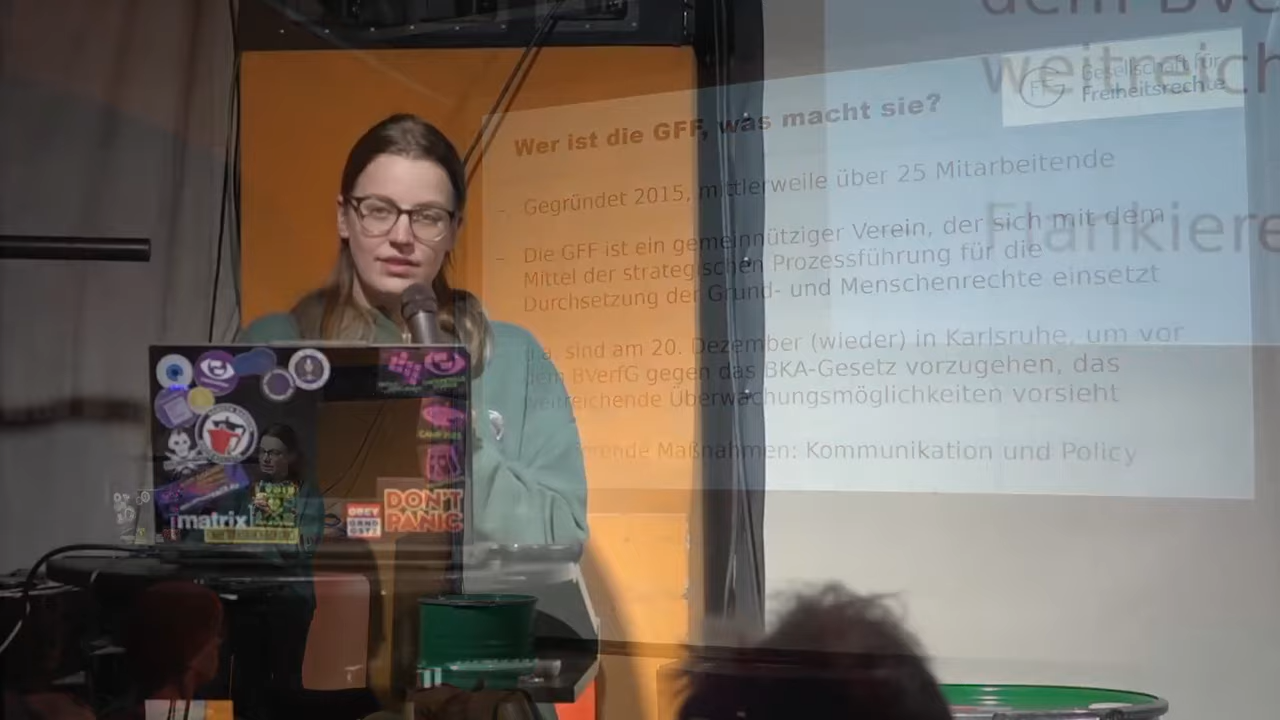 dem BVerf
weitreich
Gesellschaft für
Freiheitsrechte
Wer ist die GFF, was macht sie?
- Gegründet 2015, mittlerweile über 25 Mitarbeitende
Flankiere
- Die GFF ist ein gemeinnütziger Verein, der sich mit dem
Mittel der strategischen Prozessführung für die
Durchsetzung der Grund- und Menschenrechte einsetzt
sind am 20. Dezember (wieder) in Karlsruhe, um vor
dem BVerfG gegen das BKA-Gesetz vorzugehen, das
weitreichende Überwachungsmöglichkeiten vorsieht
Maßnahmen: Kommunikation und Policy
matrix
DON'T
PANIC